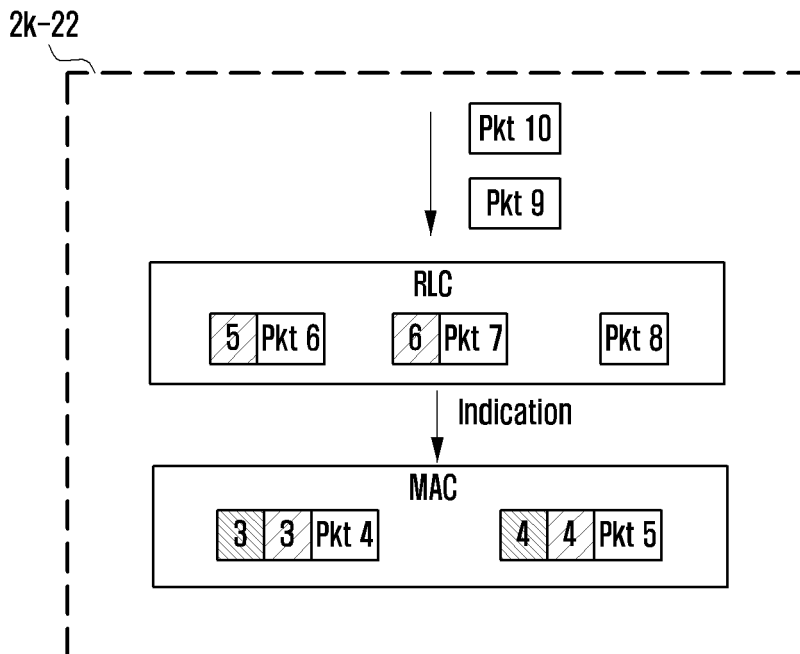 2k-22
Pkt 10
Pkt 9
RLC
5 Pkt 6 6 Pkt 7 Pkt 8
Indication
MAC
3 3 Pkt 4 4 4 Pkt 5